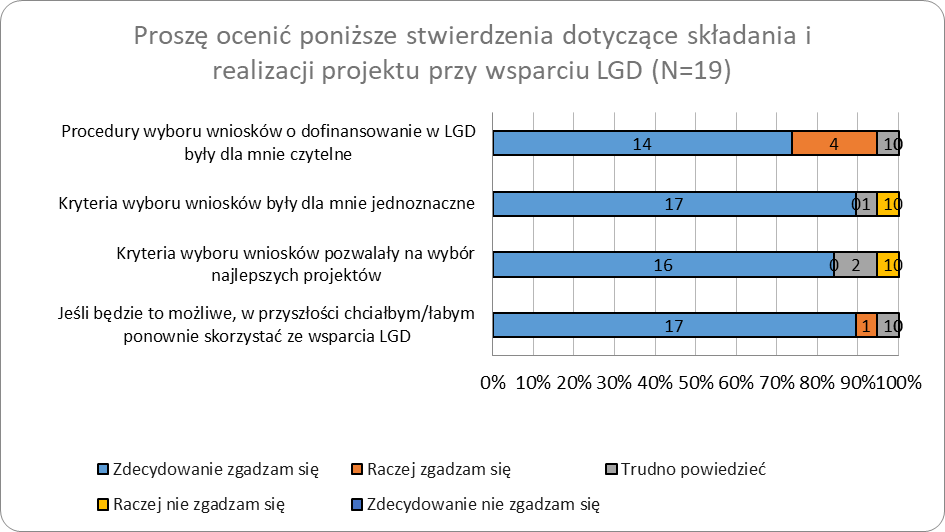 Proszę ocenić poniższe stwierdzenia dotyczące składania i
realizacji projektu przy wsparciu LGD (N=19)
Procedury wyboru wniosków o dofinansowanie w LGD
były dla mnie czytelne
14 4 1 0
Kryteria wyboru wniosków były dla mnie jednoznaczne
17 0 1 1 0
Kryteria wyboru wniosków pozwalały na wybór
najlepszych projektów
16 0 2 1 0
Jeśli będzie to możliwe, w przyszłości chciałbym/łabym
ponownie skorzystać ze wsparcia LGD
17 1 1 0
0% 10% 20% 30% 40% 50% 60% 70% 80% 90% 100%
Zdecydowanie zgadzam się Raczej zgadzam się Trudno powiedzieć
Raczej nie zgadzam się Zdecydowanie nie zgadzam się